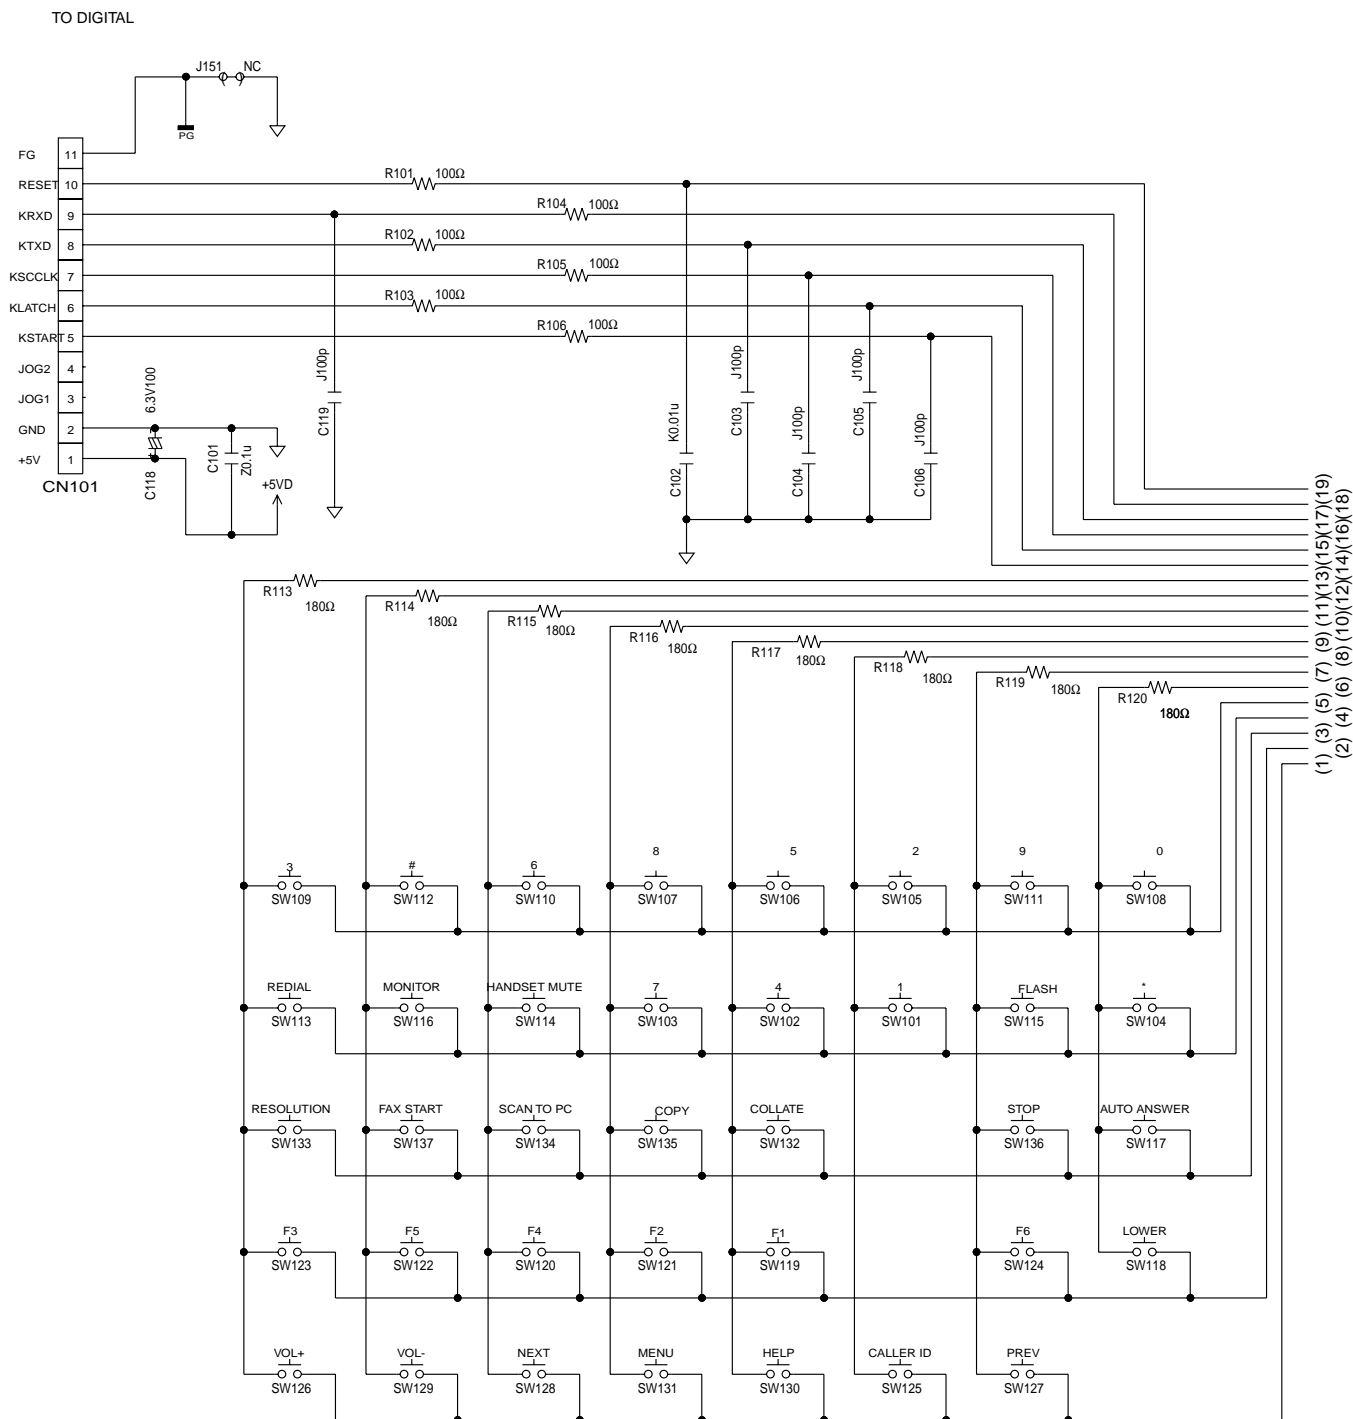 TO DIGITAL
J151 NC
PG
FG 11
RESET 10
KRXD 9
KTXD 8
KSCCLK 7
KLATCH 6
KSTART 5
JOG2 4
JOG1 3
GND 2
+5V 1
CN101
R101 100Ω
R104 100Ω
R102 100Ω
R105 100Ω
R103 100Ω
R106 100Ω
C118 6.3V100
C101 Z0.1u
+5VD
C119 J100p
C102 K0.01u
C103 J100p
C104 J100p
C105 J100p
C106 J100p
(19)
(18)
(17)
(16)
(15)
(14)
(13)
(12)
(11)
(10)
(9)
(8)
(7)
(6)
(5)
(4)
(3)
(2)
(1)
R113 180Ω
R114 180Ω
R115 180Ω
R116 180Ω
R117 180Ω
R118 180Ω
R119 180Ω
R120 180Ω
3 # 6 8 5 2 9 0
SW109 SW112 SW110 SW107 SW106 SW105 SW111 SW108
REDIAL MONITOR HANDSET MUTE 7 4 1 FLASH *
SW113 SW116 SW114 SW103 SW102 SW101 SW115 SW104
RESOLUTION FAX START SCAN TO PC COPY COLLATE STOP AUTO ANSWER
SW133 SW137 SW134 SW135 SW132 SW136 SW117
F3 F5 F4 F2 F1 F6 LOWER
SW123 SW122 SW120 SW121 SW119 SW124 SW118
VOL+ VOL- NEXT MENU HELP CALLER ID PREV
SW126 SW129 SW128 SW131 SW130 SW125 SW127